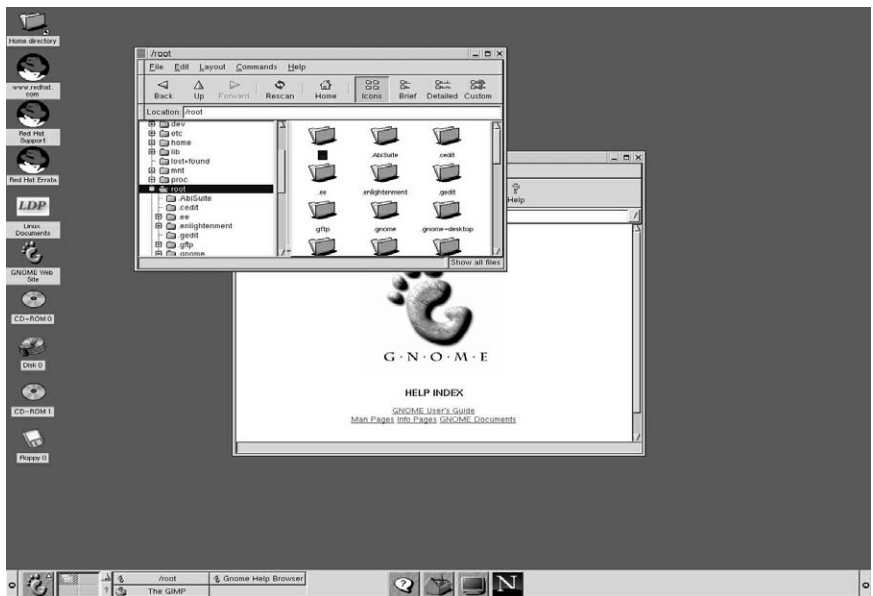 Home directory
www.redhat.
com
Red Hat
Support
Red Hat Errata
LDP
Linux
Documents
GNOME Web
Site
CD-ROM 0
Disk 0
CD-ROM 1
Floppy 0
/root
File Edit Layout Commands Help
Back Up Forward Rescan Home Icons Brief Detailed Custom
Location: /root
dev
etc
home
lib
lost+found
mnt
proc
root
.AbiSuite
.cedit
.ee
.enlightenment
.gedit
.gftp
.gnome
.AbiSuite .cedit
.ee .enlightenment .gedit
.gftp .gnome .gnome-desktop
Show all files
Help
G·N·O·M·E
HELP INDEX
GNOME User's Guide
Man Pages Info Pages GNOME Documents
/root Gnome Help Browser
? The GIMP
N